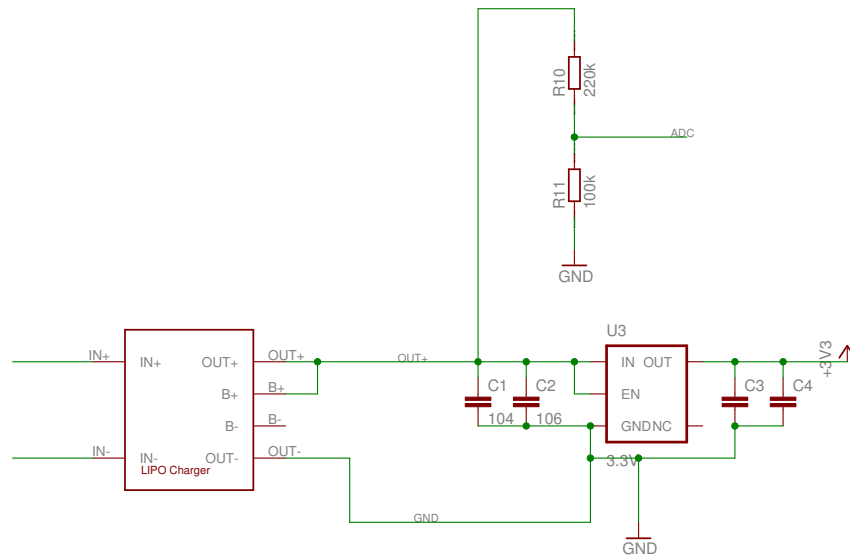 R10
220k
ADC
R11
100k
GND
U3
IN+
IN+
OUT+
OUT+
OUT+
IN
OUT
+3V3
B+
B+
C1
C2
EN
C3
C4
B-
B-
104
106
GND
NC
IN-
IN-
OUT-
OUT-
LIPO Charger
3.3V
GND
GND